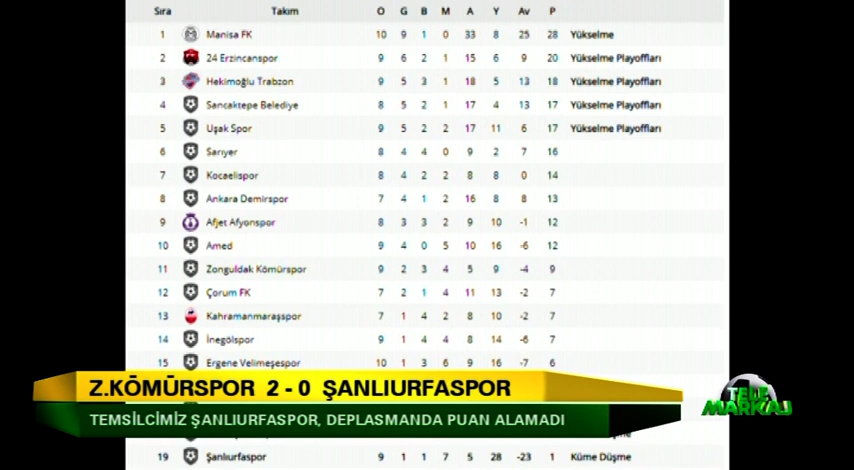 Sıra Takım O G B M A Y Av P
1 Manisa FK 10 9 1 0 33 8 25 28 Yükselme
2 24 Erzincanspor 9 6 2 1 15 6 9 20 Yükselme Playoffları
3 Hekimoğlu Trabzon 9 5 3 1 18 5 13 18 Yükselme Playoffları
4 Sancaktepe Belediye 8 5 2 1 17 4 13 17 Yükselme Playoffları
5 Uşak Spor 9 5 2 2 17 11 6 17 Yükselme Playoffları
6 Sarıyer 8 4 4 0 9 2 7 16
7 Kocaelispor 8 4 2 2 8 8 0 14
8 Ankara Demirspor 7 4 1 2 16 8 8 13
9 Afjet Afyonspor 8 3 3 2 9 10 -1 12
10 Amed 9 4 0 5 10 16 -6 12
11 Zonguldak Kömürspor 9 2 3 4 5 9 -4 9
12 Çorum FK 7 2 1 4 11 13 -2 7
13 Kahramanmaraşspor 7 1 4 2 8 10 -2 7
14 İnegölspor 9 1 4 4 8 14 -6 7
15 Ergene Velimeşespor 10 1 3 6 9 16 -7 6
Z.KÖMÜRSPOR 2 - 0 ŞANLIURFASPOR
TEMSİLCİMİZ ŞANLIURFASPOR, DEPLASMANDA PUAN ALAMADI
TELE
MARKAJ
19 Şanlıurfaspor 9 1 1 7 5 28 -23 1 Küme Düşme